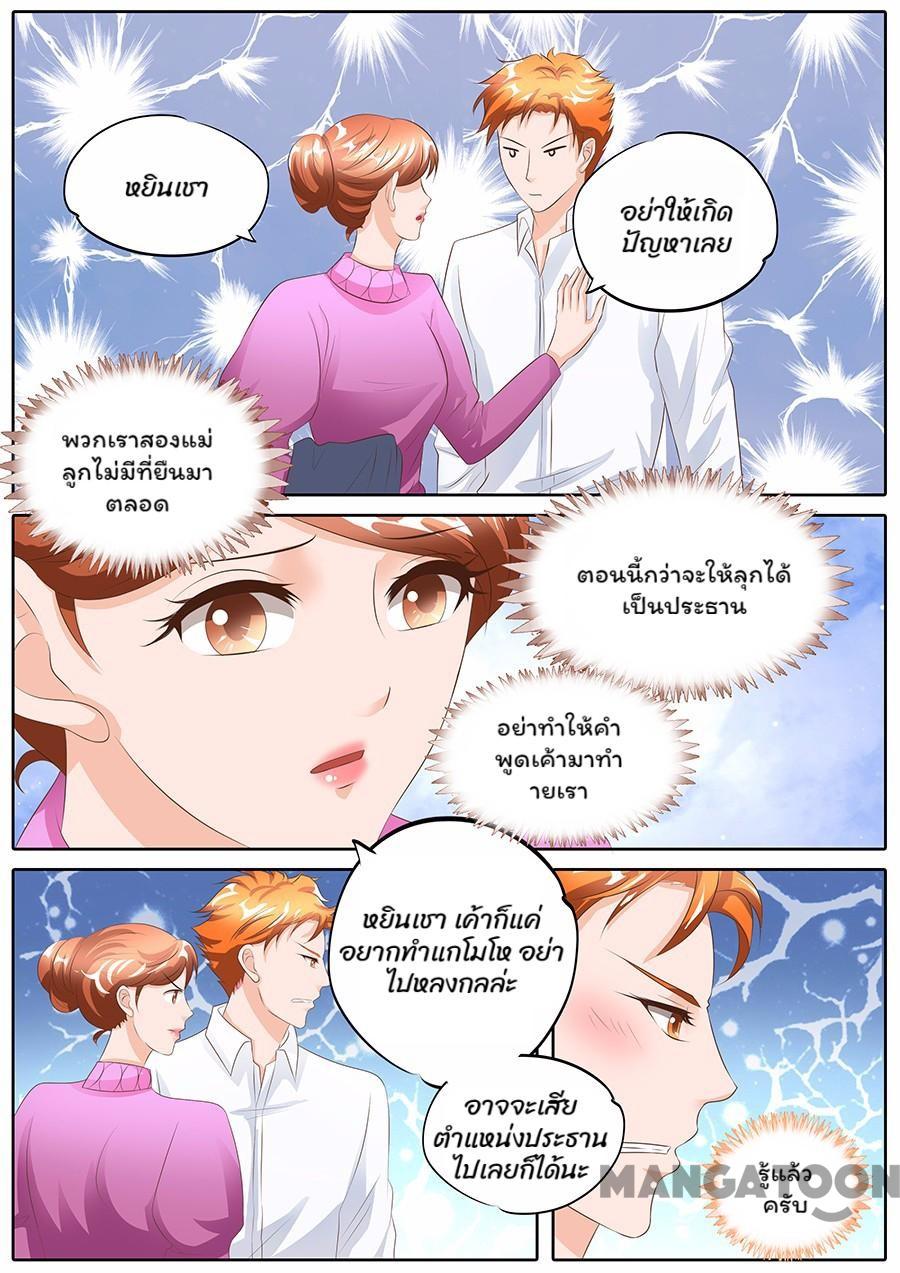 หยินเชา
อย่าให้เกิด
ปัญหาเลย
พวกเราสองแม่
ลูกไม่มีที่ยืนมา
ตลอด
ตอนนี้กว่าจะให้ลุกได้
เป็นประธาน
อย่าทำให้คำ
พูดเค้ามาทำ
ายเรา
หยินเชา เค้าก็แค่
อยากทำแกโมโห อย่า
ไปหลงกลล่ะ
อาจจะเสีย
ตำแหน่งประธาน
ไปเลยก็ได้นะ
รู้แล้ว
ครับ
MANGATOON